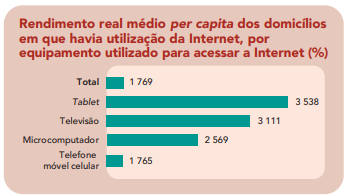 Rendimento real médio per capita dos domicílios
em que havia utilização da Internet, por
equipamento utilizado para acessar a Internet (%)
Total 1 769
Tablet 3 538
Televisão 3 111
Microcomputador 2 569
Telefone
móvel celular 1 765